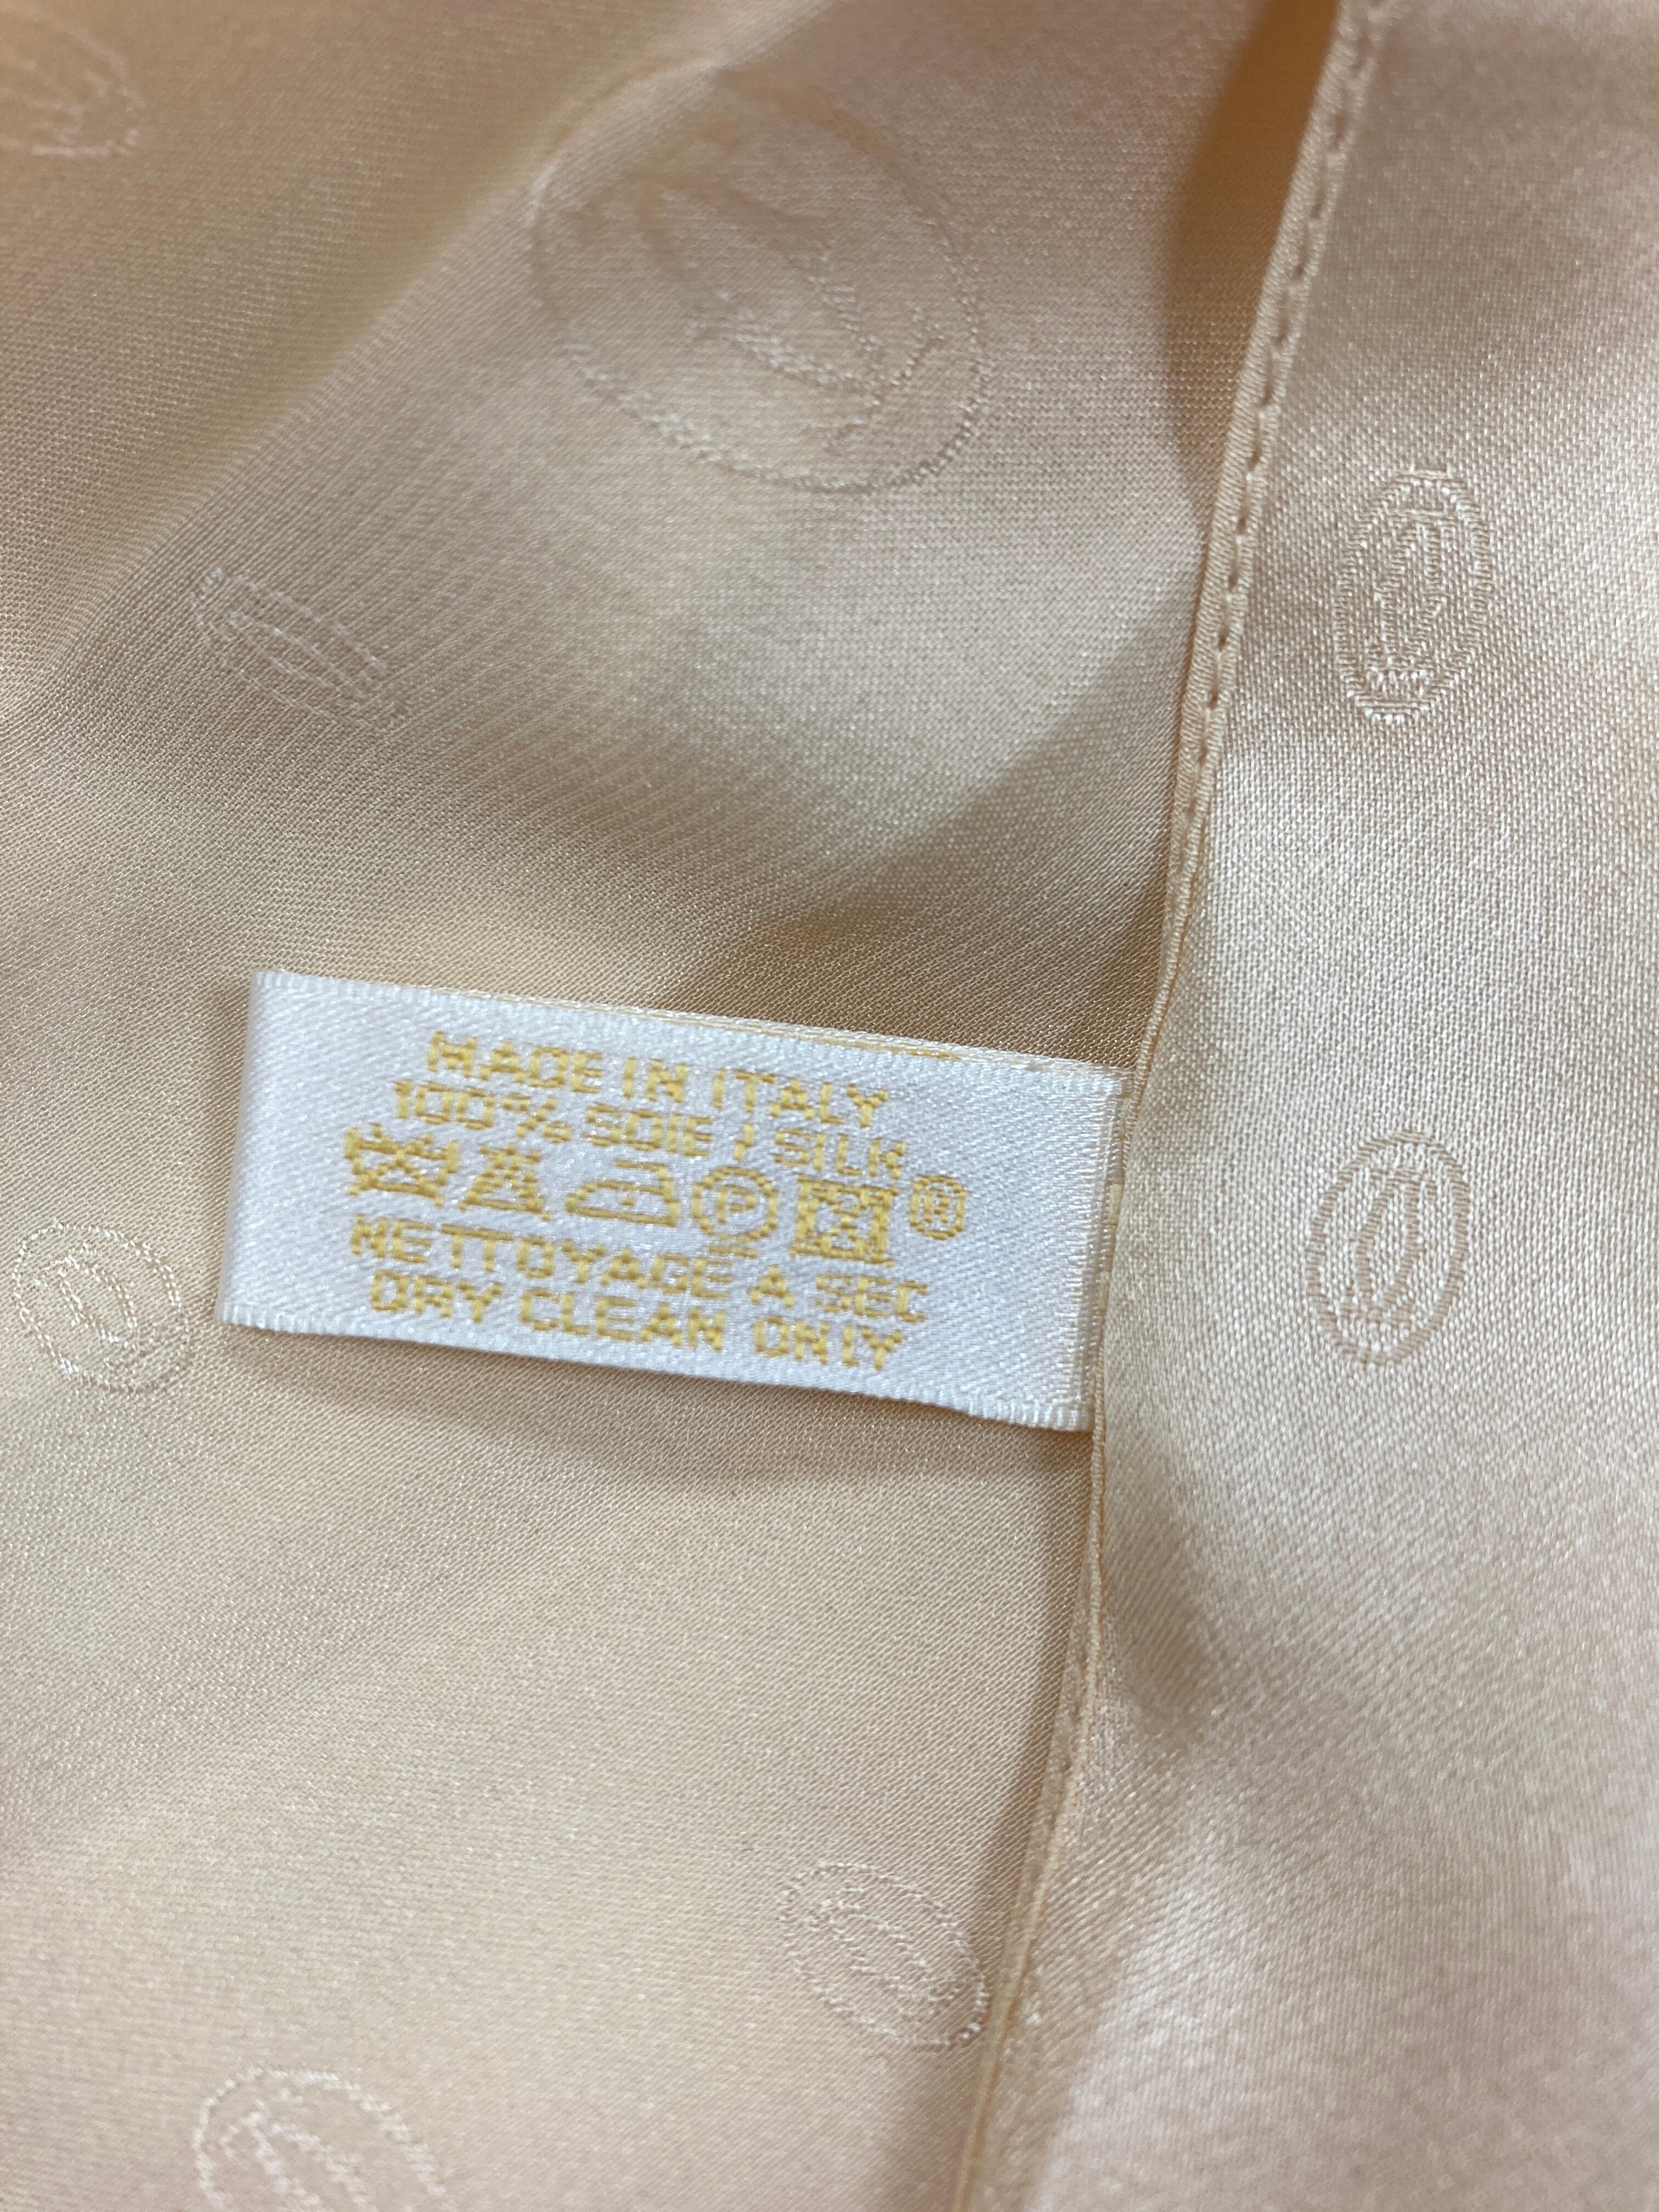 MADE IN ITALY
100% SOIE / SILK
P ®
NETTOYAGE A SEC
DRY CLEAN ONLY